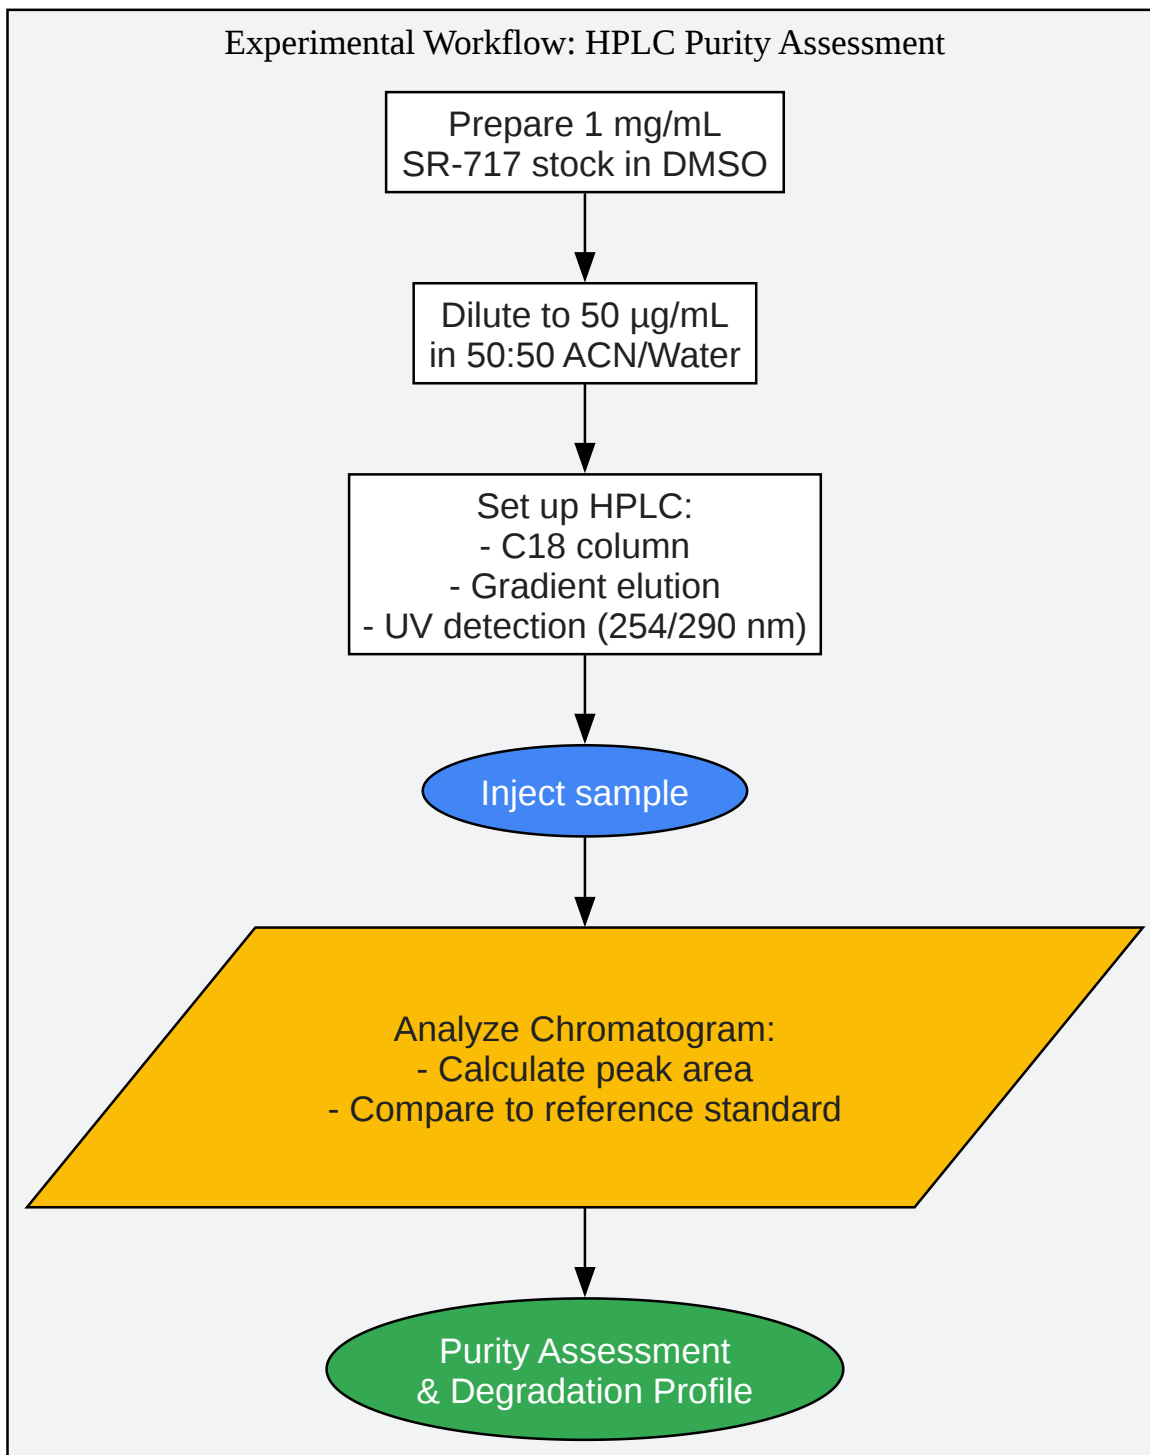 Experimental Workflow: HPLC Purity Assessment
Prepare 1 mg/mL
SR-717 stock in DMSO
Dilute to 50 µg/mL
in 50:50 ACN/Water
Set up HPLC:
- C18 column
- Gradient elution
- UV detection (254/290 nm)
Inject sample
Analyze Chromatogram:
- Calculate peak area
- Compare to reference standard
Purity Assessment
& Degradation Profile